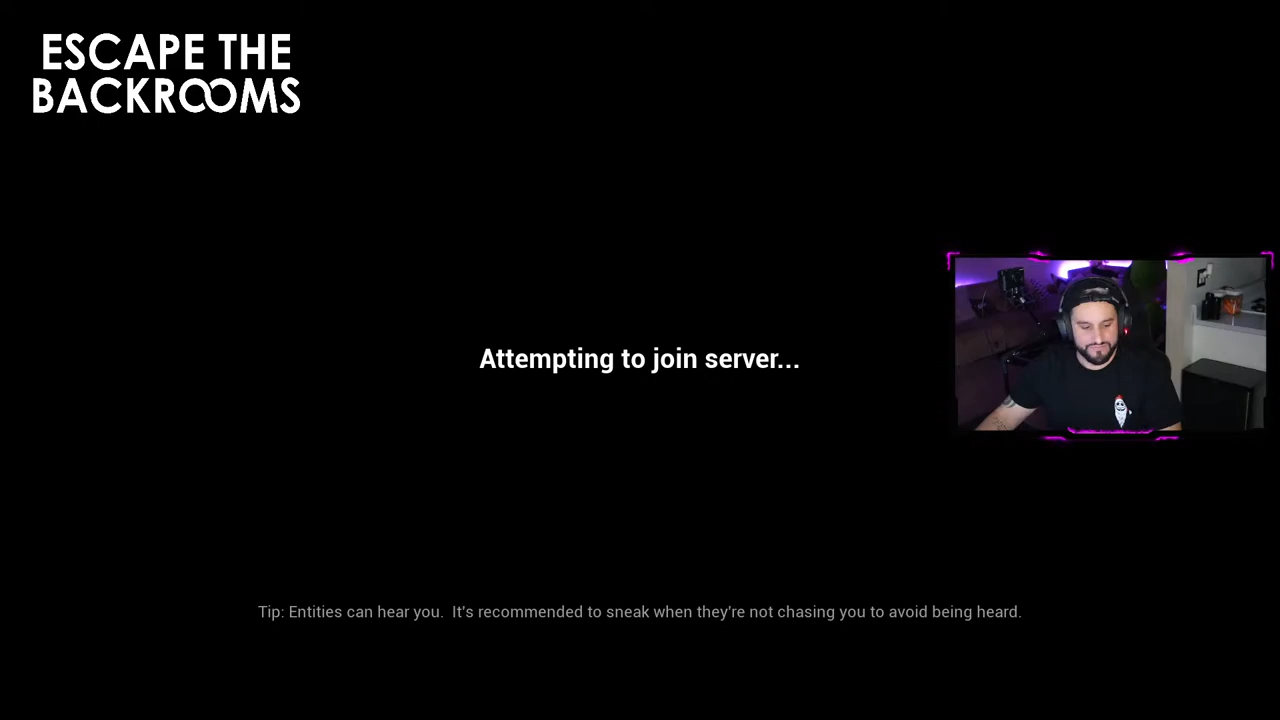 ESCAPE THE
BACKROOMS
Attempting to join server...
Tip: Entities can hear you.  It's recommended to sneak when they're not chasing you to avoid being heard.